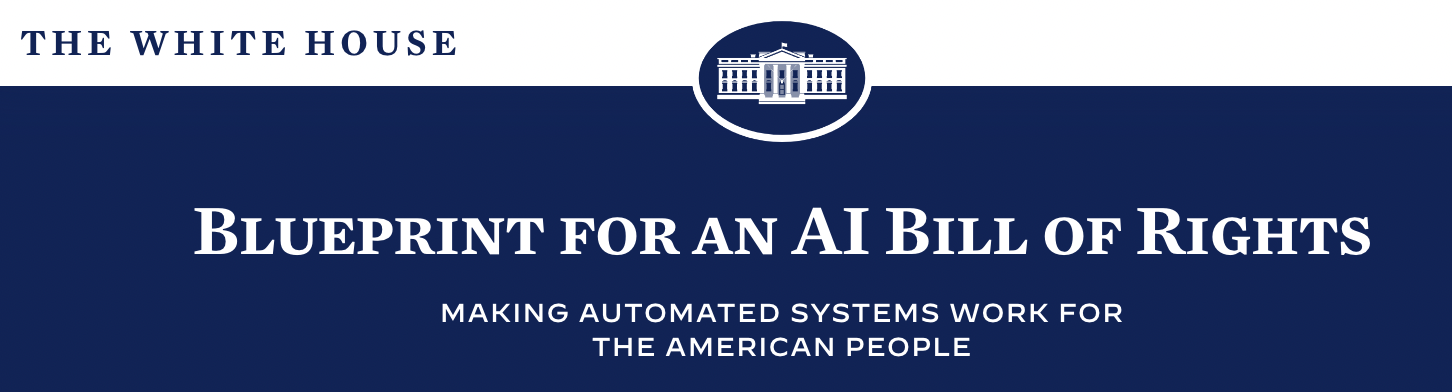 THE WHITE HOUSE
BLUEPRINT FOR AN AI BILL OF RIGHTS
MAKING AUTOMATED SYSTEMS WORK FOR
THE AMERICAN PEOPLE